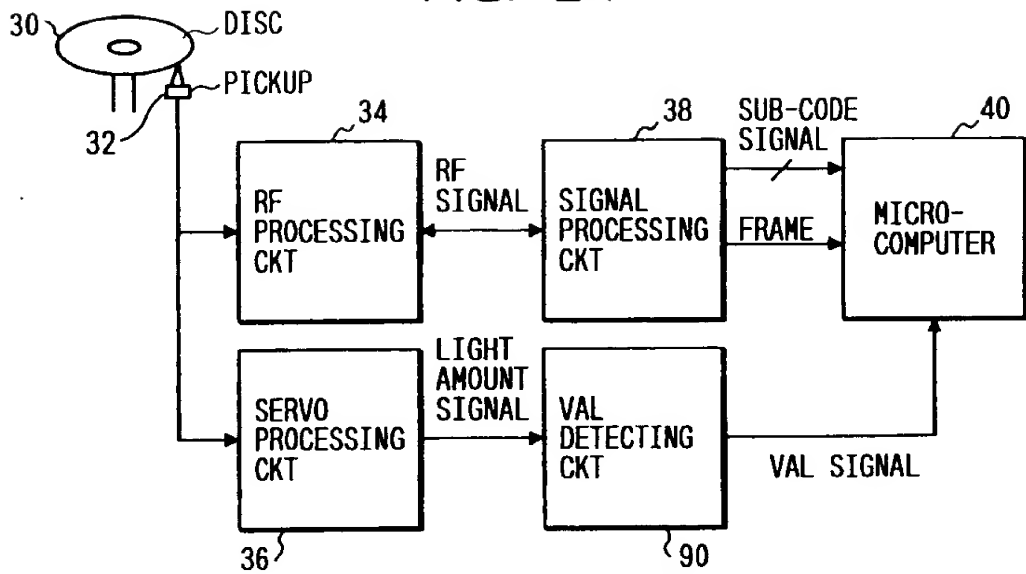 30
DISC
PICKUP
32
34
38
SUB-CODE
SIGNAL
40
RF
PROCESSING
CKT
RF
SIGNAL
SIGNAL
PROCESSING
CKT
FRAME
MICRO-
COMPUTER
SERVO
PROCESSING
CKT
LIGHT
AMOUNT
SIGNAL
VAL
DETECTING
CKT
VAL SIGNAL
36
90